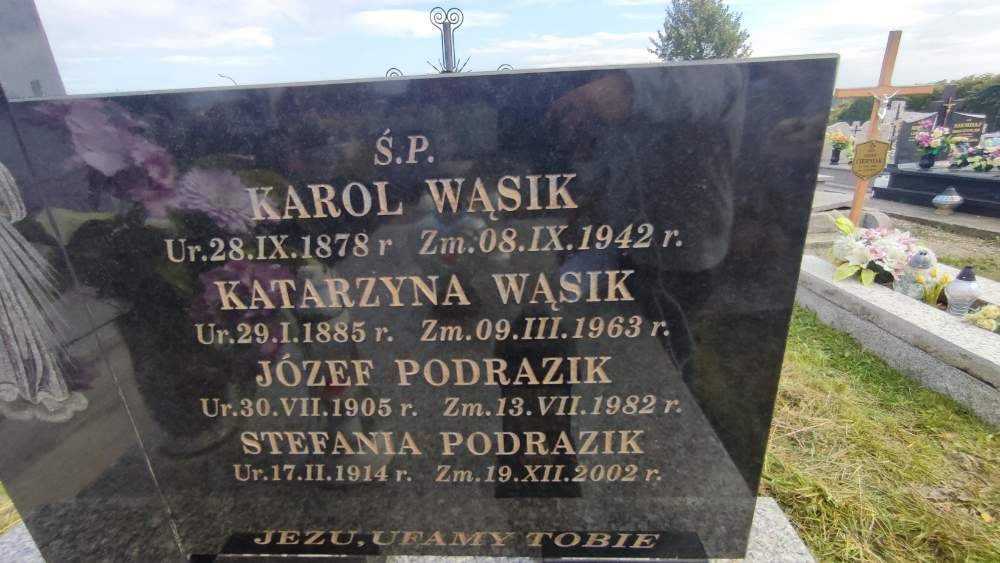 Ś.P.
KAROL WĄSIK
Ur.28.IX.1878 r Zm.08.IX.1942 r.
KATARZYNA WĄSIK
Ur.29.I.1885 r. Zm.09.III.1963 r.
JÓZEF PODRAZIK
Ur.30.VII.1905 r. Zm.13.VII.1982 r.
STEFANIA PODRAZIK
Ur.17.II.1914 r. Zm.19.XII.2002 r.
JEZU, UFAMY TOBIE